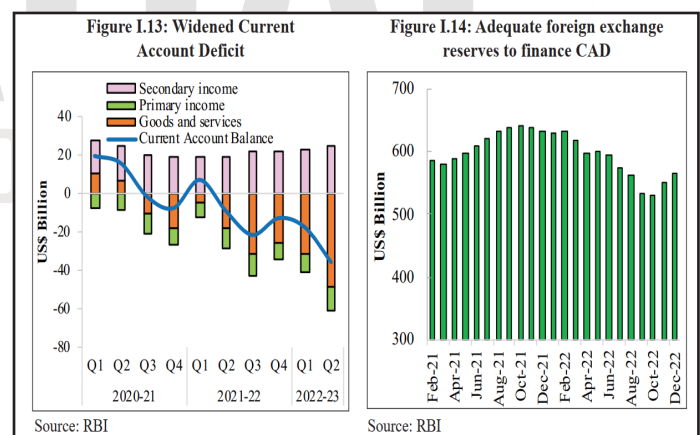 Figure I.13: Widened Current
Account Deficit
Secondary income
Primary income
Goods and services
Current Account Balance
US$ Billion
40
20
0
-20
-40
-60
-80
Q1 Q2 Q3 Q4 Q1 Q2 Q3 Q4 Q1 Q2
2020-21 2021-22 2022-23
Source: RBI
Figure I.14: Adequate foreign exchange
reserves to finance CAD
US$ Billion
700
600
500
400
300
Feb-21 Apr-21 Jun-21 Aug-21 Oct-21 Dec-21 Feb-22 Apr-22 Jun-22 Aug-22 Oct-22 Dec-22
Source: RBI